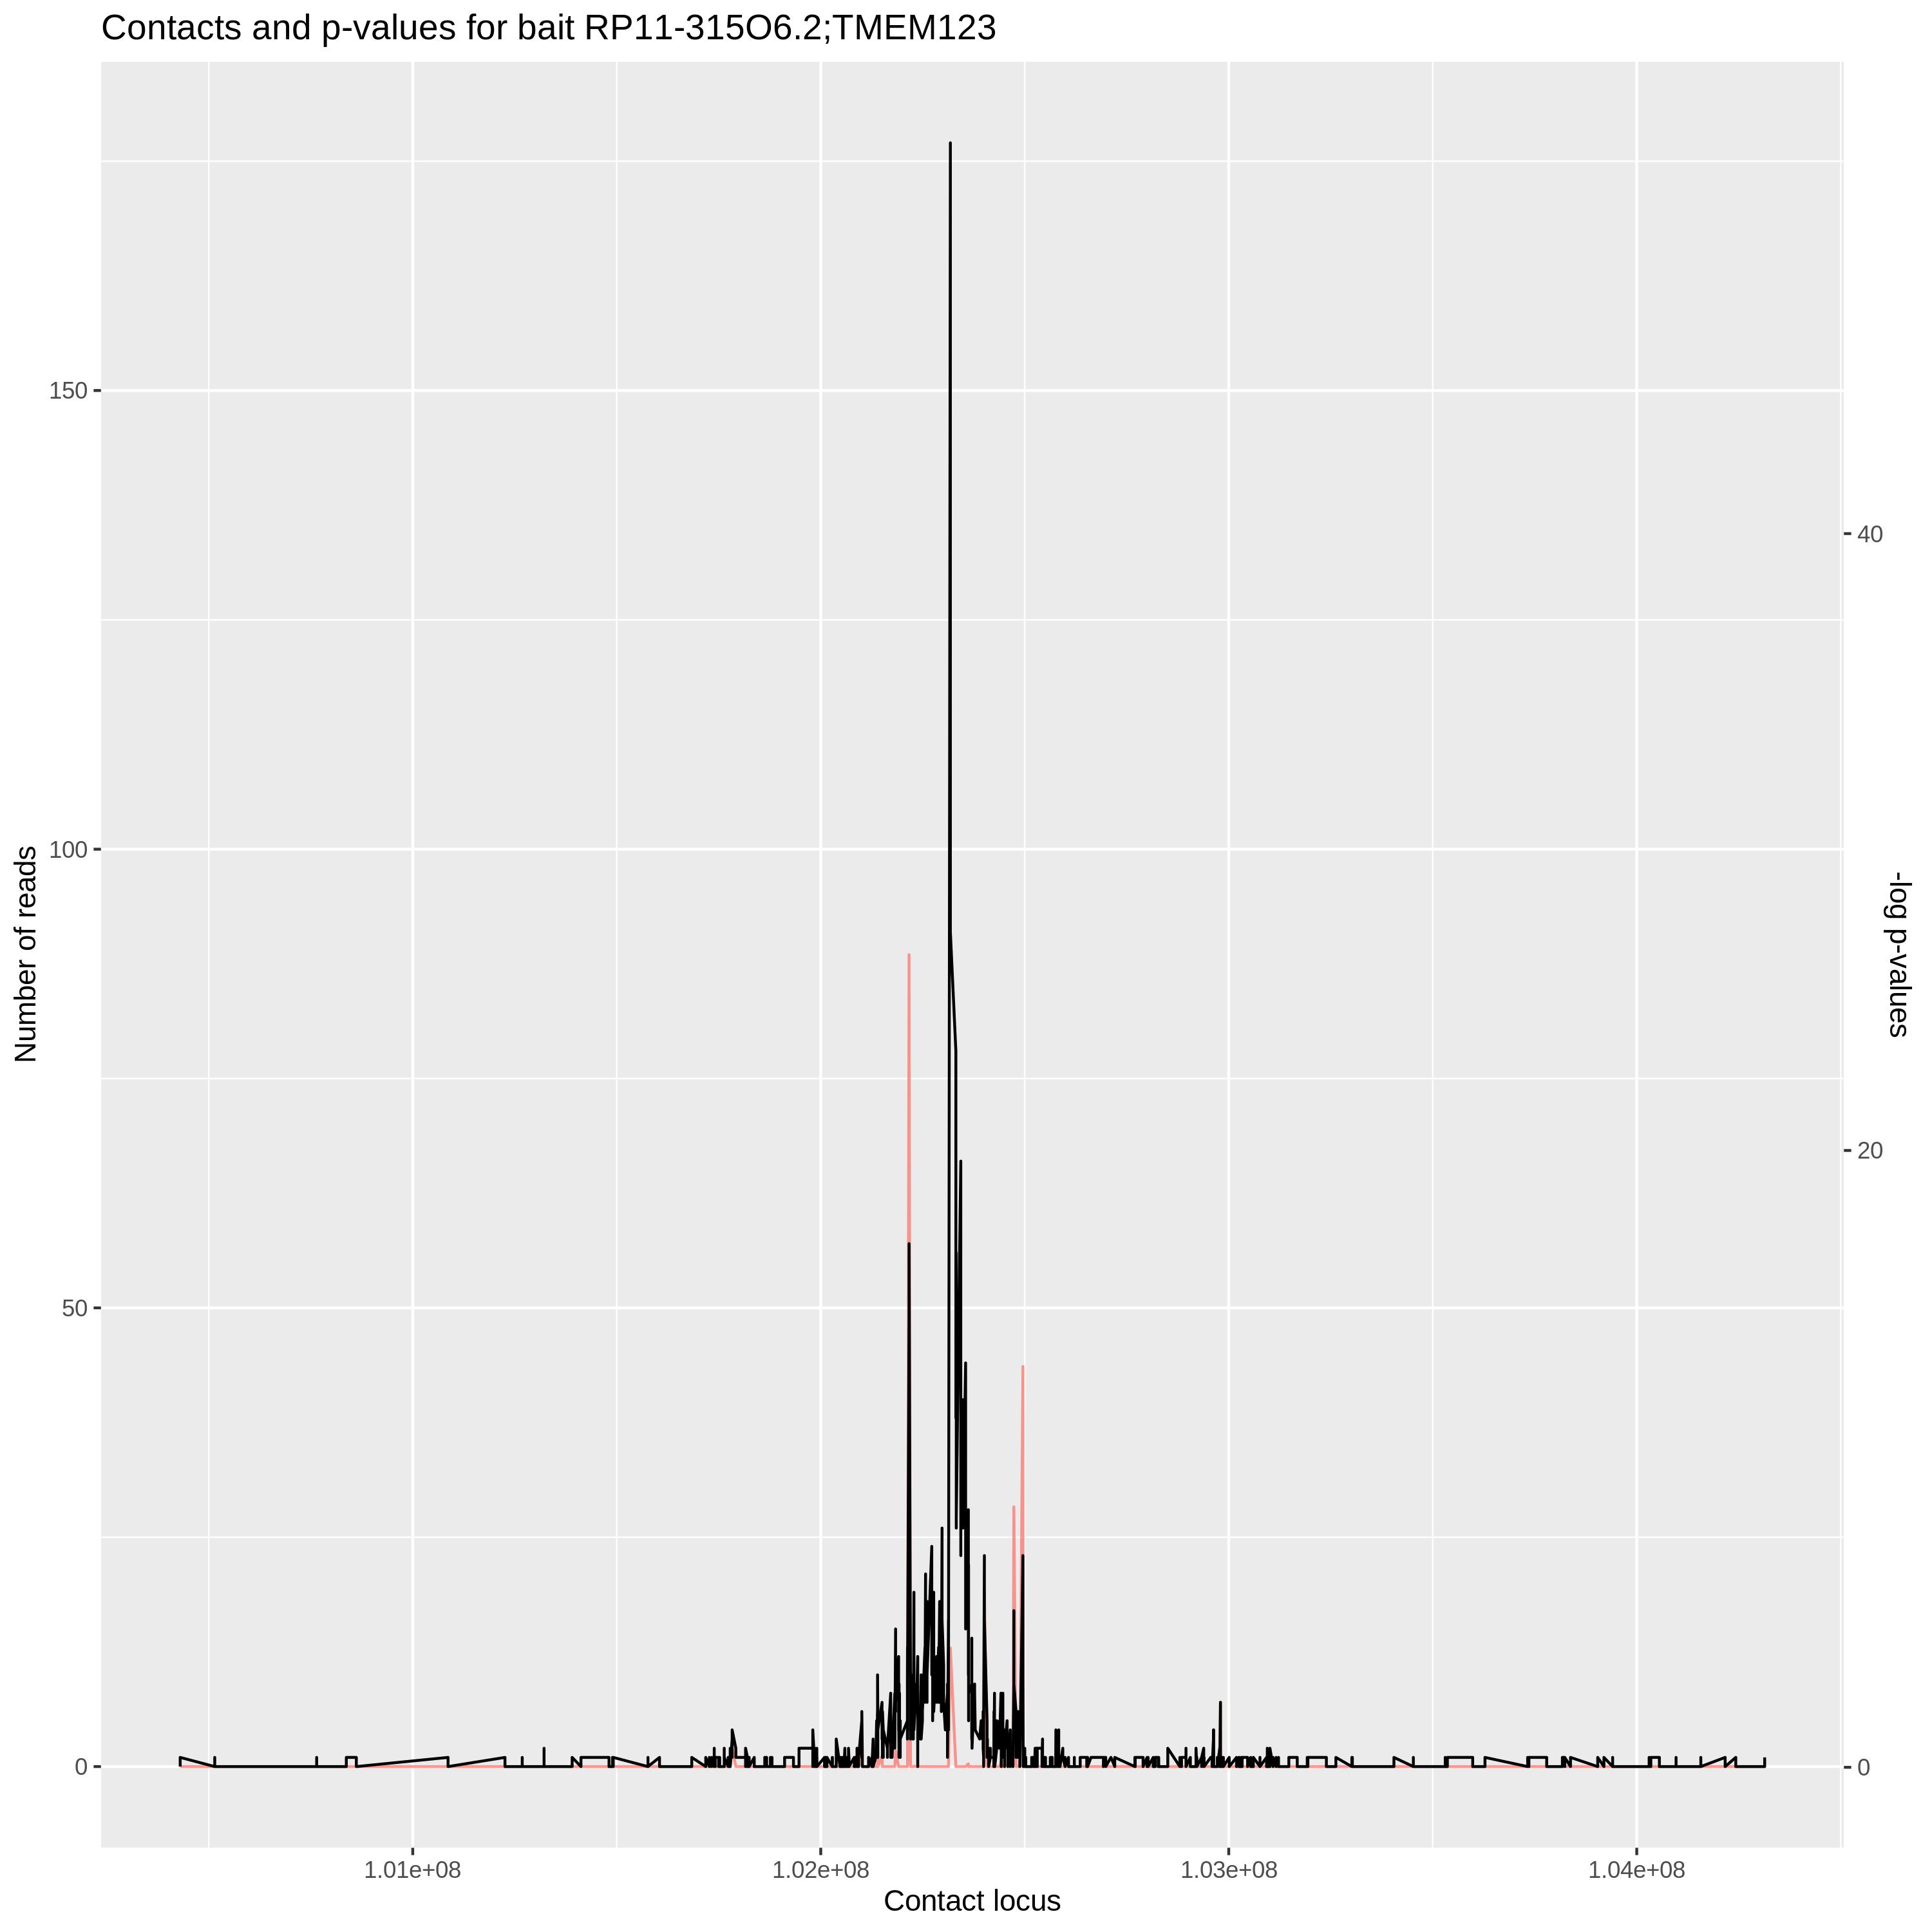 Contacts and p-values for bait RP11-315O6.2;TMEM123
Number of reads
150
100
50
0
40
20
0
-log p-values
1.01e+08
1.02e+08
1.03e+08
1.04e+08
Contact locus